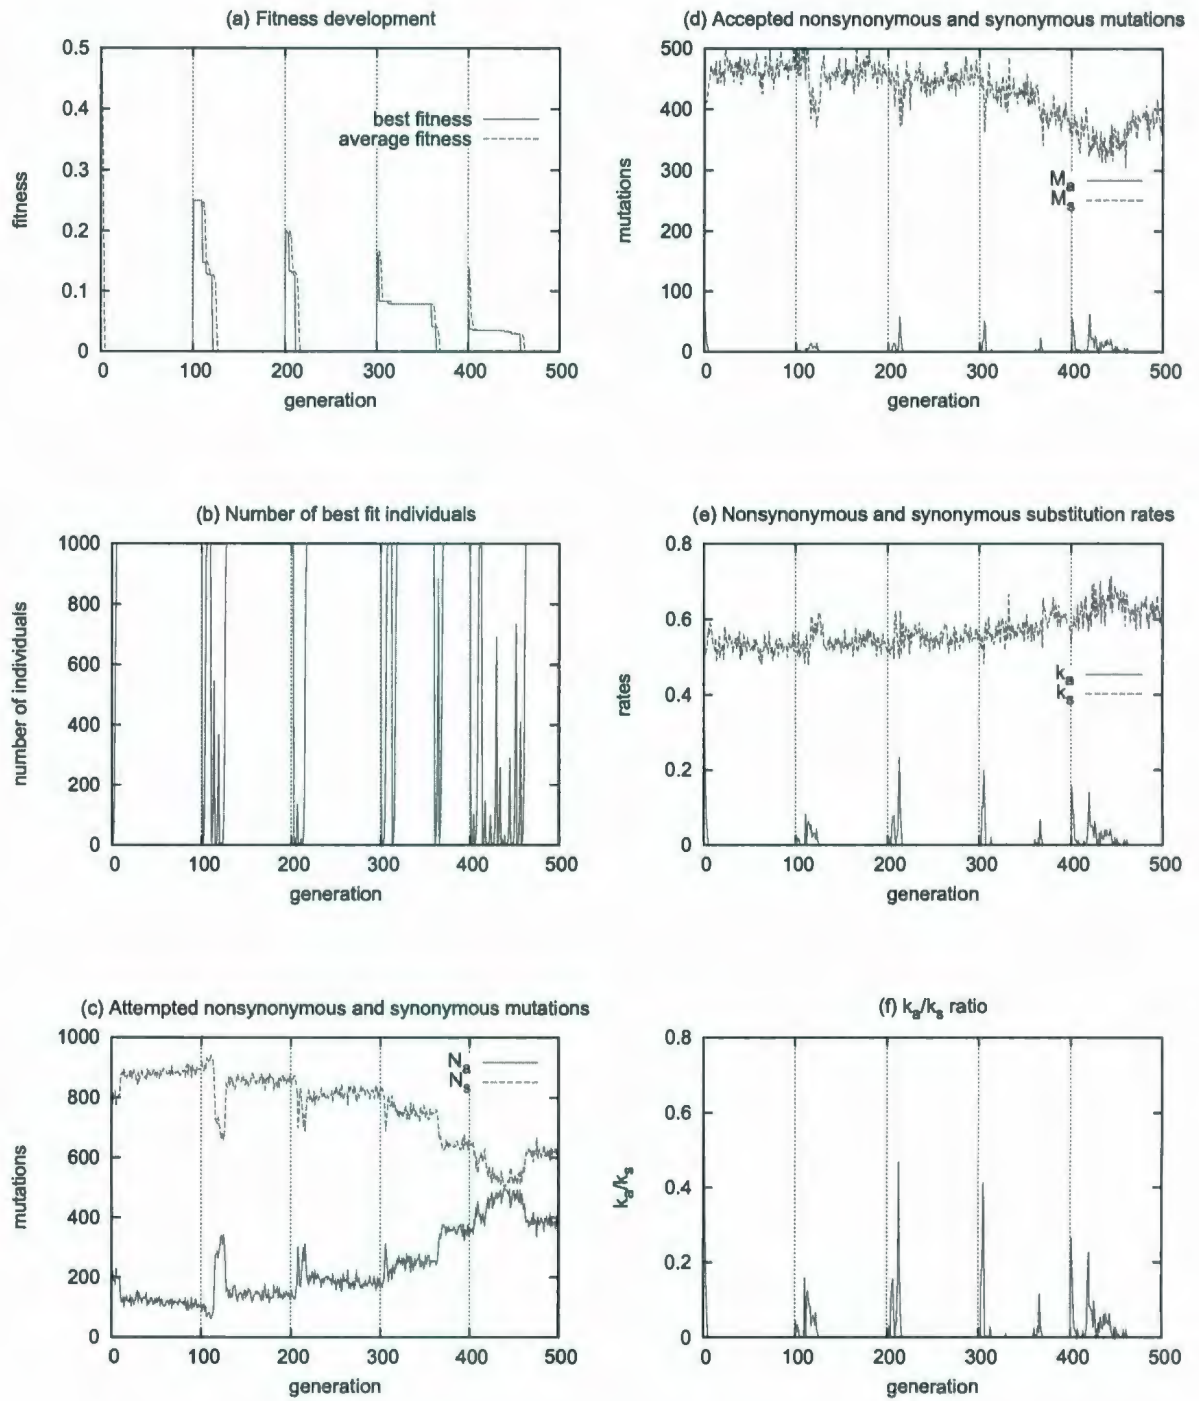 (a) Fitness development
0.5
0.4
0.3
0.2
0.1
0
0 100 200 300 400 500
fitness
generation
best fitness
average fitness
(b) Number of best fit individuals
1000
800
600
400
200
0
0 100 200 300 400 500
number of individuals
generation
(c) Attempted nonsynonymous and synonymous mutations
1000
800
600
400
200
0
0 100 200 300 400 500
mutations
generation
Na
Ns
(d) Accepted nonsynonymous and synonymous mutations
500
400
300
200
100
0
0 100 200 300 400 500
mutations
generation
Ma
Ms
(e) Nonsynonymous and synonymous substitution rates
0.8
0.6
0.4
0.2
0
0 100 200 300 400 500
rates
generation
ka
ks
(f) ka/ks ratio
0.8
0.6
0.4
0.2
0
0 100 200 300 400 500
ka/ks
generation